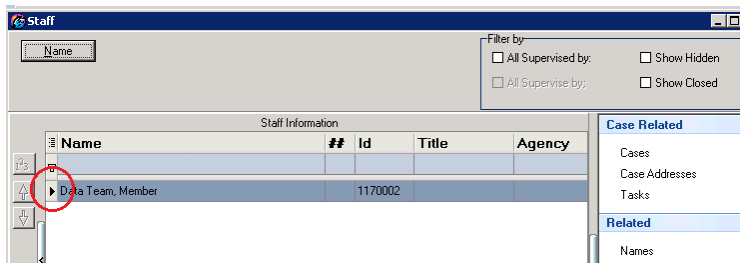 Staff
Name
Filter by
All Supervised by:
Show Hidden
All Supervise by:
Show Closed
Staff Information
Name ## Id Title Agency
1²3
Data Team, Member 1170002
Case Related
Cases
Case Addresses
Tasks
Related
Names